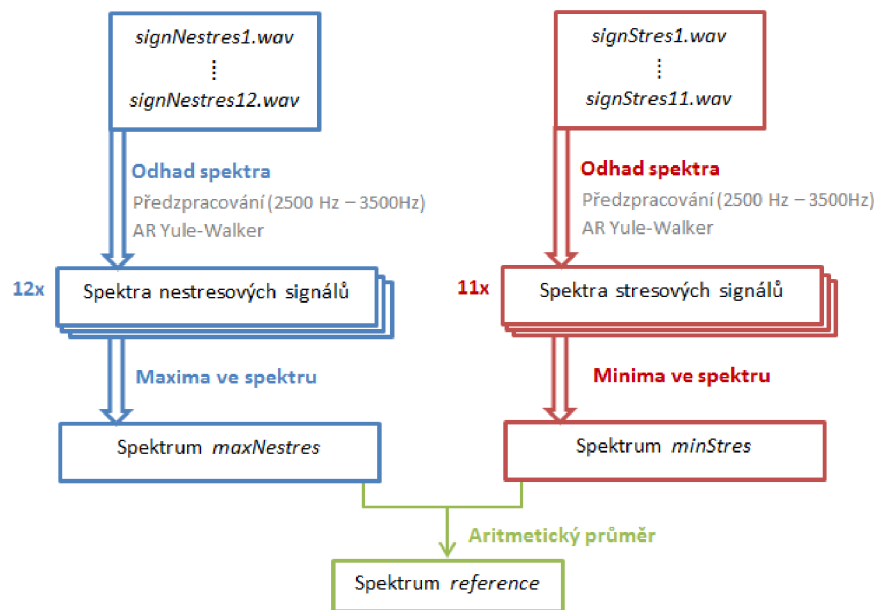 signNestres1.wav
⋮
signNestres12.wav
signStres1.wav
⋮
signStres11.wav
Odhad spektra
Předzpracování (2500 Hz – 3500Hz)
AR Yule-Walker
Odhad spektra
Předzpracování (2500 Hz – 3500Hz)
AR Yule-Walker
12x
Spektra nestresových signálů
11x
Spektra stresových signálů
Maxima ve spektru
Minima ve spektru
Spektrum maxNestres
Spektrum minStres
Aritmetický průměr
Spektrum reference